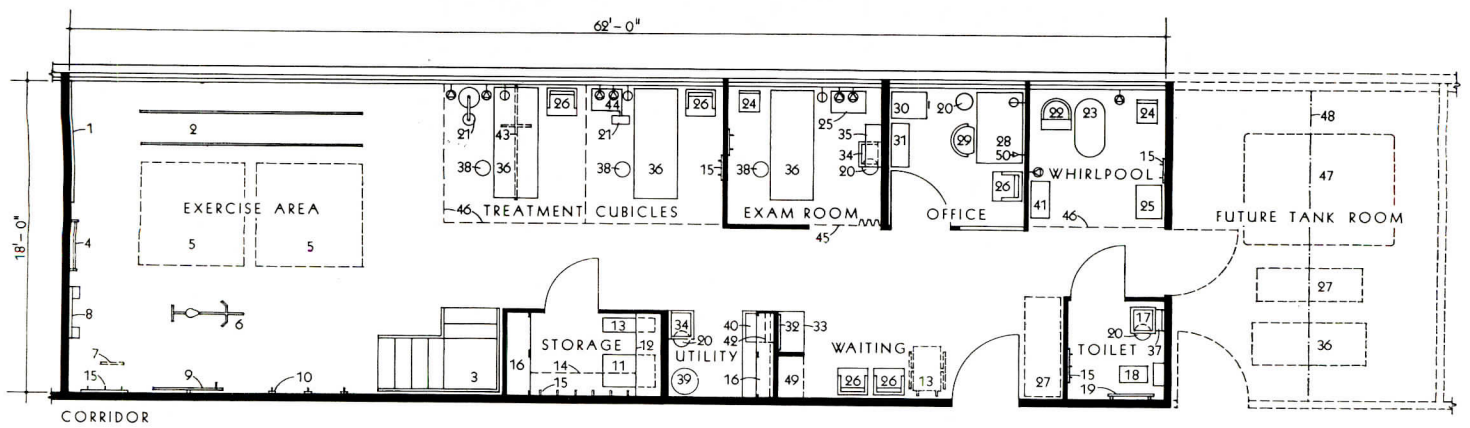 62'-0"
18'-0"
1
2
EXERCISE AREA
5 5
4
8
6
7
15
9
10
3
21 43 26
38 36
44 21 26
38 36 15
46 TREATMENT CUBICLES
24 25
35
34
38 36 20
EXAM ROOM
45
30 20
31 29 28
50
26
OFFICE
22 23 24
15
WHIRLPOOL
41 25
46
48
47
FUTURE TANK ROOM
27
36
16
STORAGE
13
12
14 11
15
34
20
UTILITY
39
40
42
16
32 33
49
WAITING
26 26 13
27
17
20
TOILET 37
15
18
19
CORRIDOR